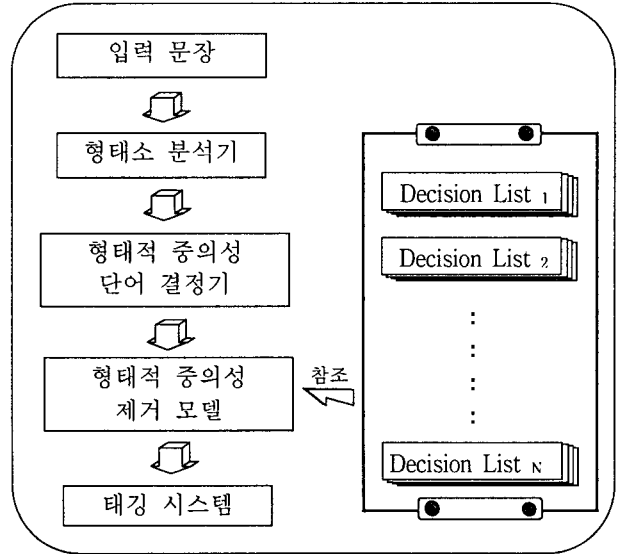 입력 문장
형태소 분석기
형태적 중의성
단어 결정기
형태적 중의성
제거 모델
태깅 시스템
참조
Decision List 1
Decision List 2
Decision List N